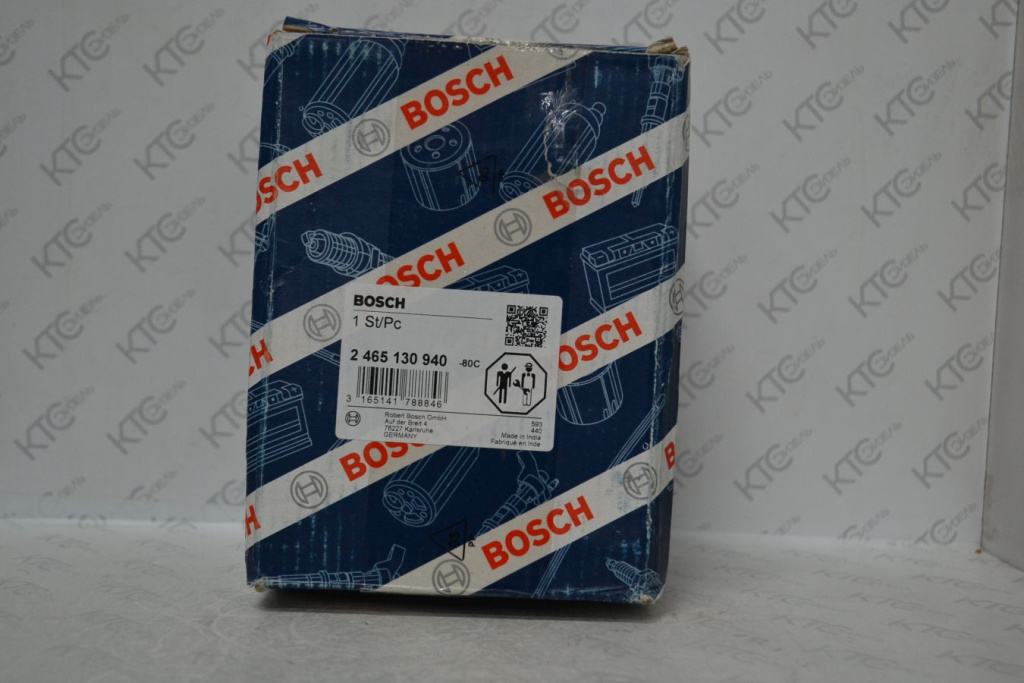 BOSCH
BOSCH
BOSCH
BOSCH
BOSCH
1 St/Pc
2 465 130 940 -80C
3 165141 788846
Robert Bosch GmbH
Auf der Breit 4
76227 Karlsruhe
GERMANY
593
440
Made in India
Fabriqué en Inde
BOSCH
BOSCH
BOSCH